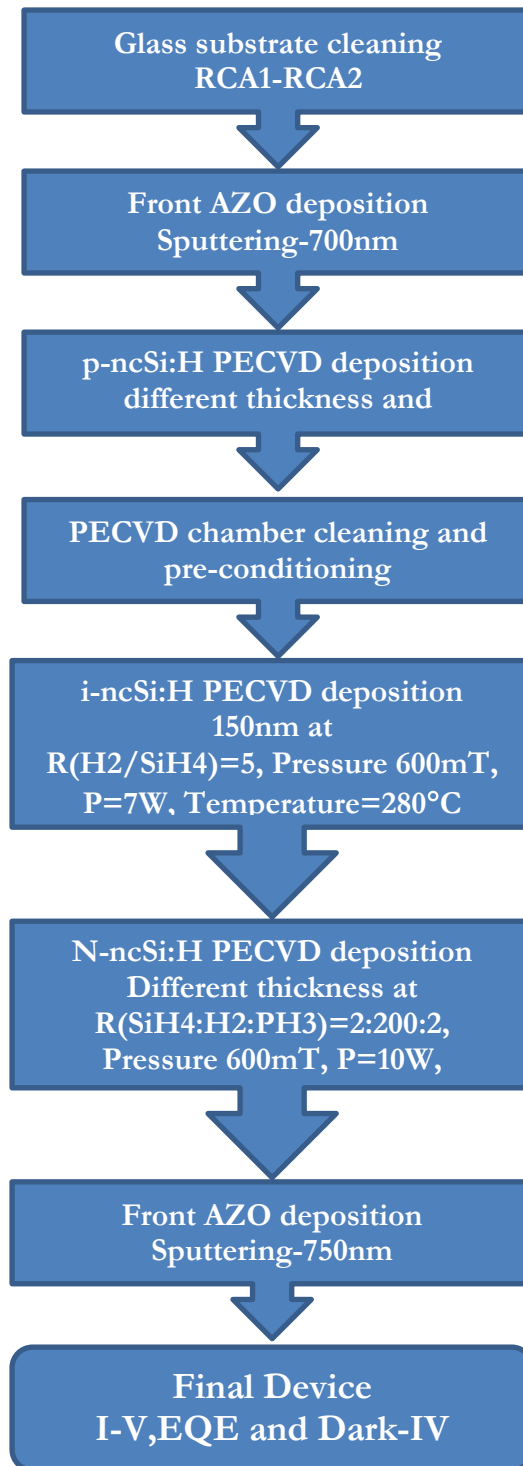 Glass substrate cleaning
RCA1-RCA2
Front AZO deposition
Sputtering-700nm
p-ncSi:H PECVD deposition
different thickness and
PECVD chamber cleaning and
pre-conditioning
i-ncSi:H PECVD deposition
150nm at
R(H2/SiH4)=5, Pressure 600mT,
P=7W, Temperature=280°C
N-ncSi:H PECVD deposition
Different thickness at
R(SiH4:H2:PH3)=2:200:2,
Pressure 600mT, P=10W,
Front AZO deposition
Sputtering-750nm
Final Device
I-V,EQE and Dark-IV